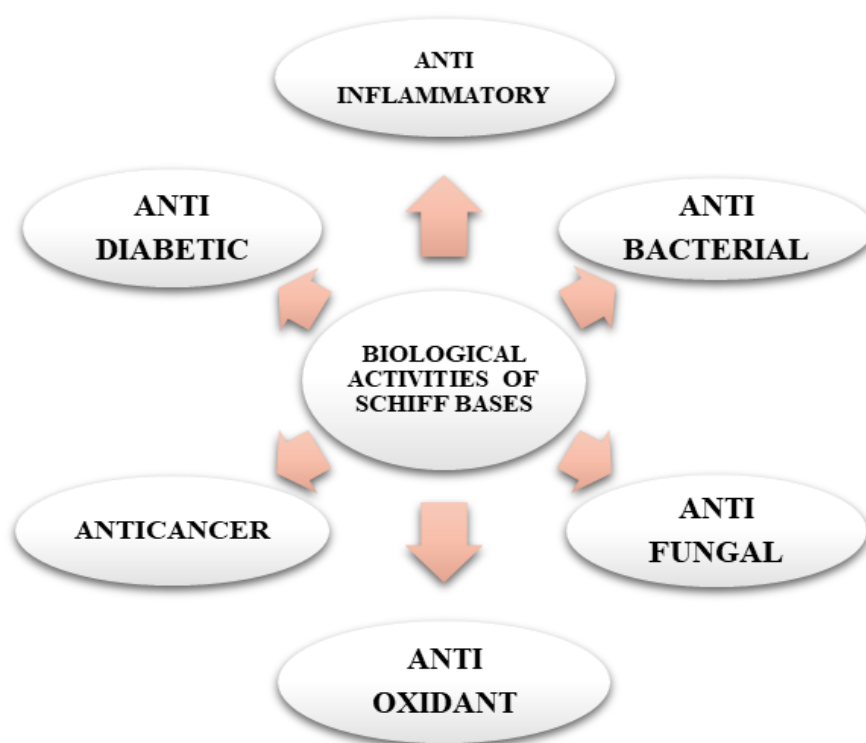 ANTI
INFLAMMATORY
ANTI
DIABETIC
ANTI
BACTERIAL
BIOLOGICAL
ACTIVITIES OF
SCHIFF BASES
ANTICANCER
ANTI
FUNGAL
ANTI
OXIDANT